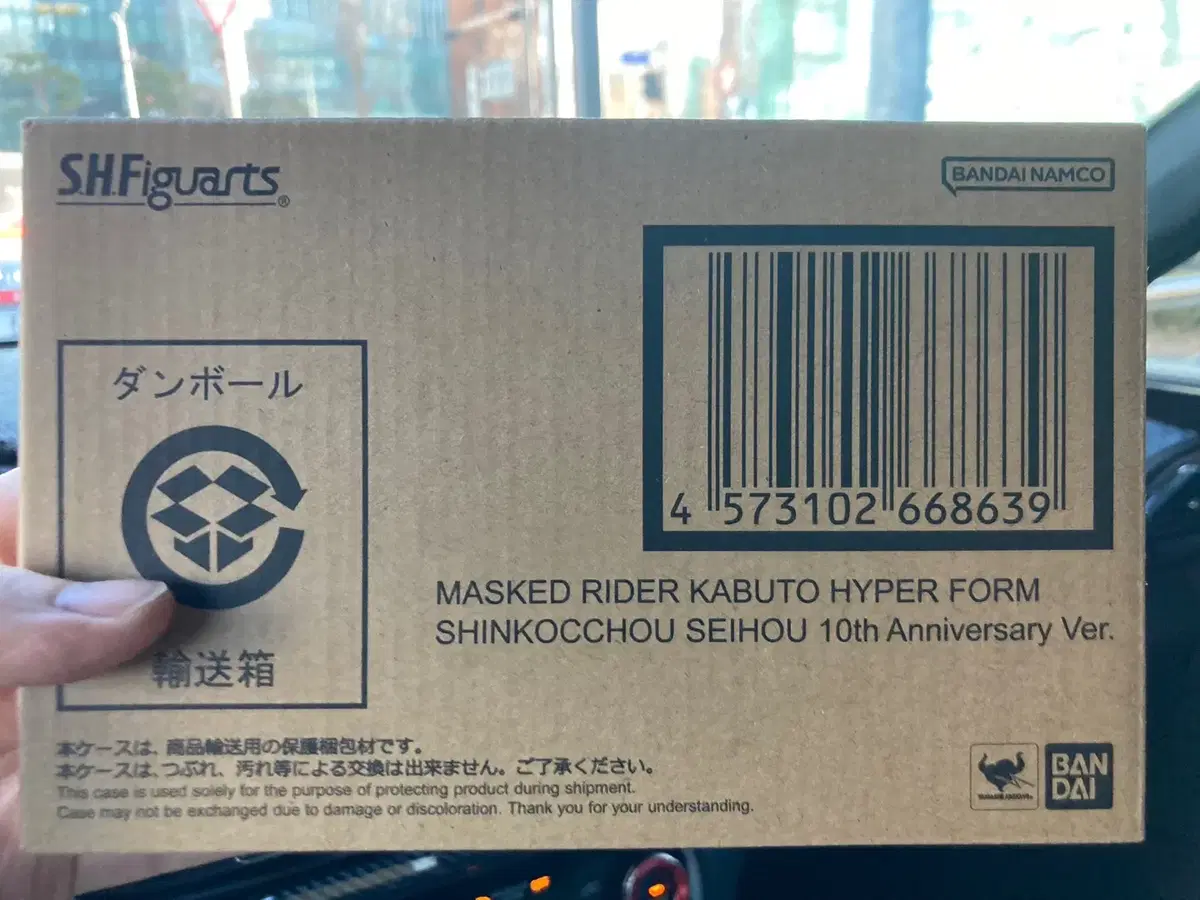 S.H.Figuarts®
BANDAI NAMCO
4 573102 668639
ダンボール
輸送箱
MASKED RIDER KABUTO HYPER FORM
SHINKOCCHOU SEIHOU 10th Anniversary Ver.
本ケースは、商品輸送用の保護梱包材です。
本ケースは、つぶれ、汚れ等による交換は出来ません。ご了承ください。
This case is used solely for the purpose of protecting product during shipment.
Case may not be exchanged due to damage or discoloration. Thank you for your understanding.
BAN
DAI